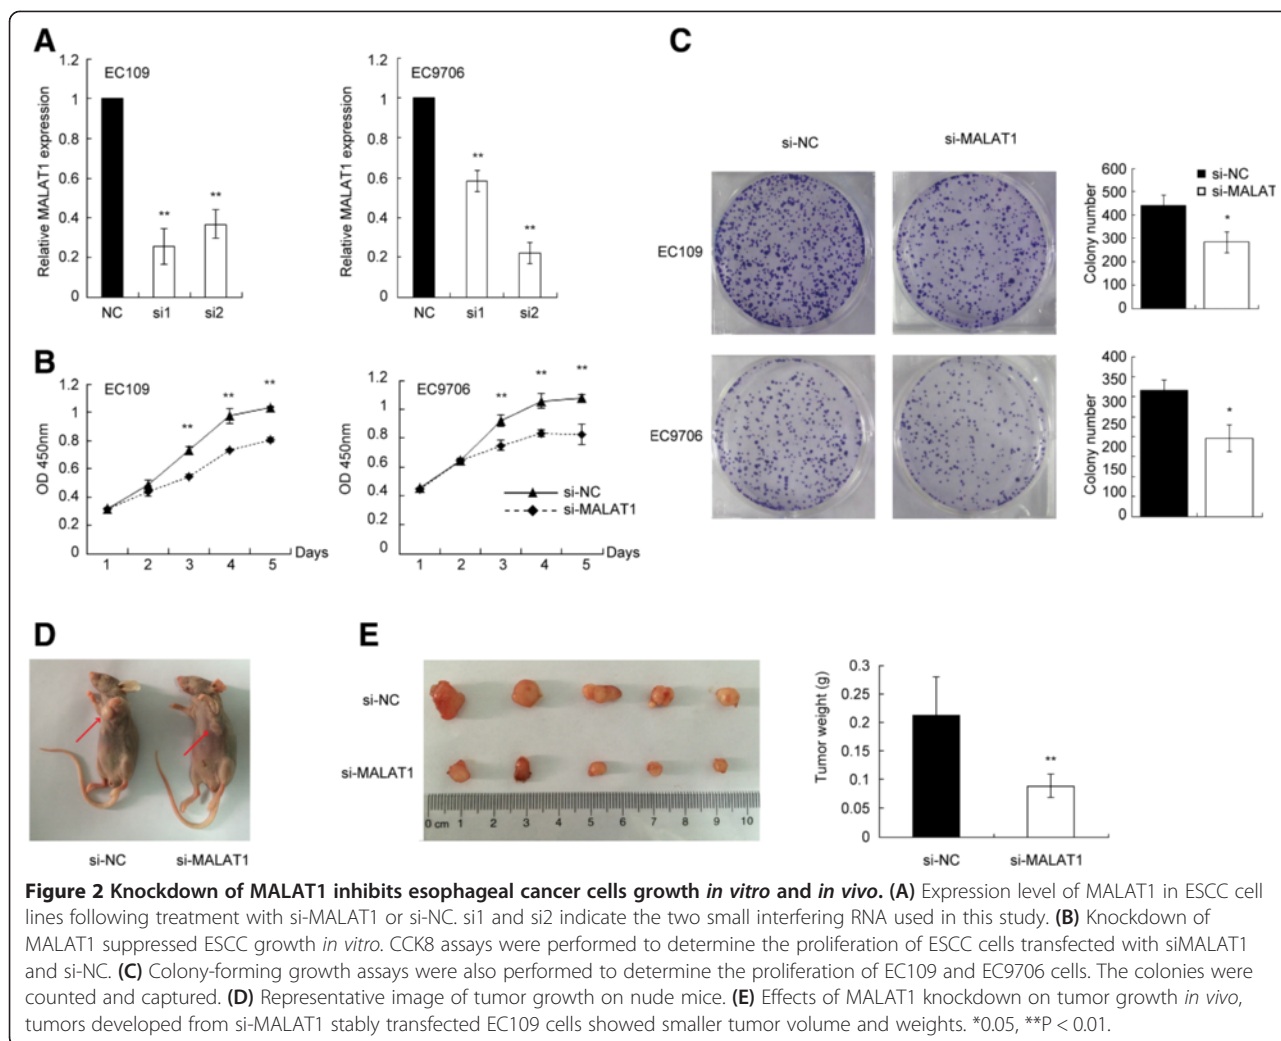 A
EC109
Relative MALAT1 expression
1.2
1
0.8
0.6
0.4
0.2
0
**
**
NC si1 si2
EC9706
Relative MALAT1 expression
1.2
1
0.8
0.6
0.4
0.2
0
**
**
NC si1 si2
B
EC109
OD 450nm
1.2
1
0.8
0.6
0.4
0.2
0
** ** **
1 2 3 4 5 Days
EC9706
OD 450nm
1.2
1
0.8
0.6
0.4
0.2
0
** ** **
si-NC
si-MALAT1
1 2 3 4 5 Days
C
si-NC si-MALAT1
EC109
EC9706
Colony number
600
500
400
300
200
100
0
si-NC
si-MALAT
*
Colony number
400
350
300
250
200
150
100
0
*
D
si-NC si-MALAT1
E
si-NC
si-MALAT1
0 cm 1 2 3 4 5 6 7 8 9 10
Tumor weight (g)
0.3
0.25
0.2
0.15
0.1
0.05
0
**
si-NC si-MALAT1
Figure 2 Knockdown of MALAT1 inhibits esophageal cancer cells growth in vitro and in vivo. (A) Expression level of MALAT1 in ESCC cell
lines following treatment with si-MALAT1 or si-NC. si1 and si2 indicate the two small interfering RNA used in this study. (B) Knockdown of
MALAT1 suppressed ESCC growth in vitro. CCK8 assays were performed to determine the proliferation of ESCC cells transfected with siMALAT1
and si-NC. (C) Colony-forming growth assays were also performed to determine the proliferation of EC109 and EC9706 cells. The colonies were
counted and captured. (D) Representative image of tumor growth on nude mice. (E) Effects of MALAT1 knockdown on tumor growth in vivo,
tumors developed from si-MALAT1 stably transfected EC109 cells showed smaller tumor volume and weights. *0.05, **P < 0.01.